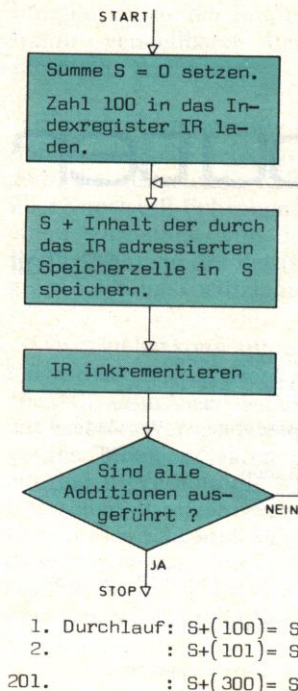 START
Summe S = 0 setzen.
Zahl 100 in das In-
dexregister IR la-
den.
S + Inhalt der durch
das IR adressierten
Speicherzelle in S
speichern.
IR inkrementieren
Sind alle
Additionen aus-
geführt ?
NEIN
JA
STOP
1. Durchlauf: S+(100)= S
2. : S+(101)= S
201. : S+(300)= S